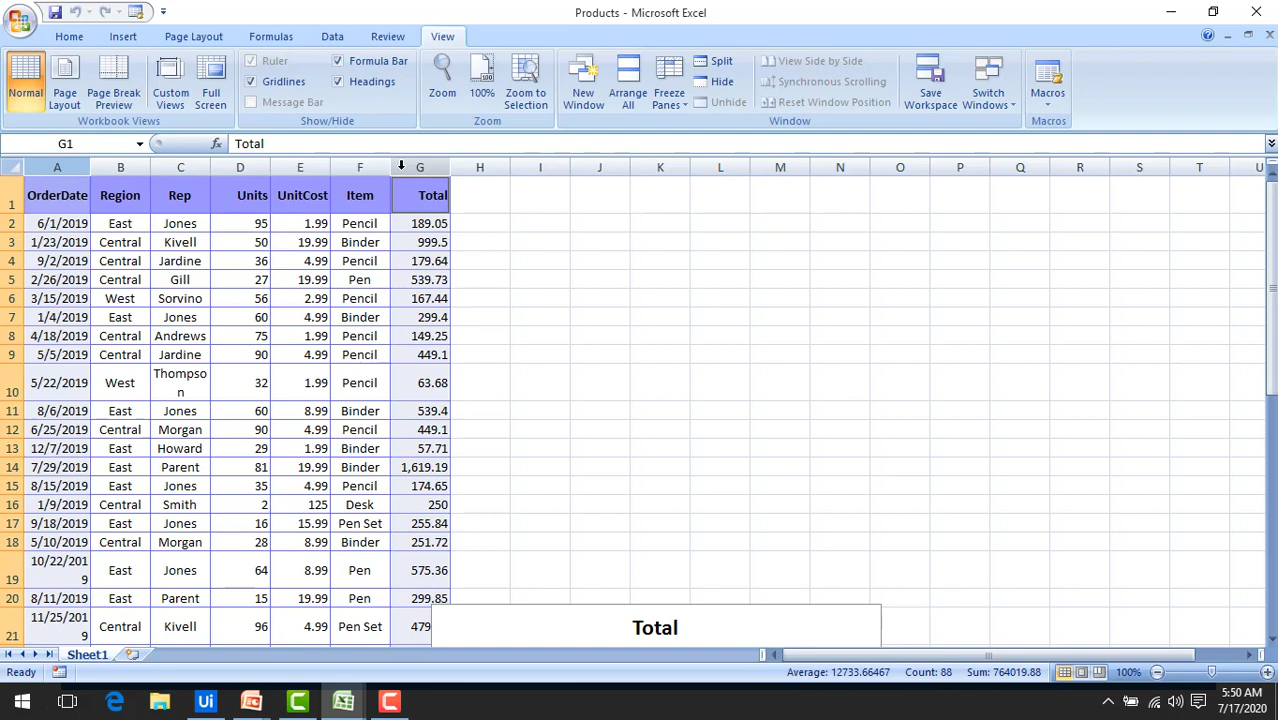 Products - Microsoft Excel
Home Insert Page Layout Formulas Data Review View
Normal Page Layout Page Break Preview Custom Views Full Screen
Workbook Views
Ruler Formula Bar
Gridlines Headings
Message Bar
Show/Hide
Zoom 100% Zoom to Selection
Zoom
New Window Arrange All Freeze Panes Split Hide Unhide
View Side by Side
Synchronous Scrolling
Reset Window Position
Save Workspace Switch Windows
Window
Macros
Macros
G1 fx Total
A B C D E F G H I J K L M N O P Q R S T U
1 OrderDate Region Rep Units UnitCost Item Total
2 6/1/2019 East Jones 95 1.99 Pencil 189.05
3 1/23/2019 Central Kivell 50 19.99 Binder 999.5
4 9/2/2019 Central Jardine 36 4.99 Pencil 179.64
5 2/26/2019 Central Gill 27 19.99 Pen 539.73
6 3/15/2019 West Sorvino 56 2.99 Pencil 167.44
7 1/4/2019 East Jones 60 4.99 Binder 299.4
8 4/18/2019 Central Andrews 75 1.99 Pencil 149.25
9 5/5/2019 Central Jardine 90 4.99 Pencil 449.1
10 5/22/2019 West Thompso
n 32 1.99 Pencil 63.68
11 8/6/2019 East Jones 60 8.99 Binder 539.4
12 6/25/2019 Central Morgan 90 4.99 Pencil 449.1
13 12/7/2019 East Howard 29 1.99 Binder 57.71
14 7/29/2019 East Parent 81 19.99 Binder 1,619.19
15 8/15/2019 East Jones 35 4.99 Pencil 174.65
16 1/9/2019 Central Smith 2 125 Desk 250
17 9/18/2019 East Jones 16 15.99 Pen Set 255.84
18 5/10/2019 Central Morgan 28 8.99 Binder 251.72
19 10/22/201
9 East Jones 64 8.99 Pen 575.36
20 8/11/2019 East Parent 15 19.99 Pen 299.85
21 11/25/201
9 Central Kivell 96 4.99 Pen Set 479
Total
Sheet1
Ready Average: 12733.66467 Count: 88 Sum: 764019.88 100%
Ui
5:50 AM
7/17/2020